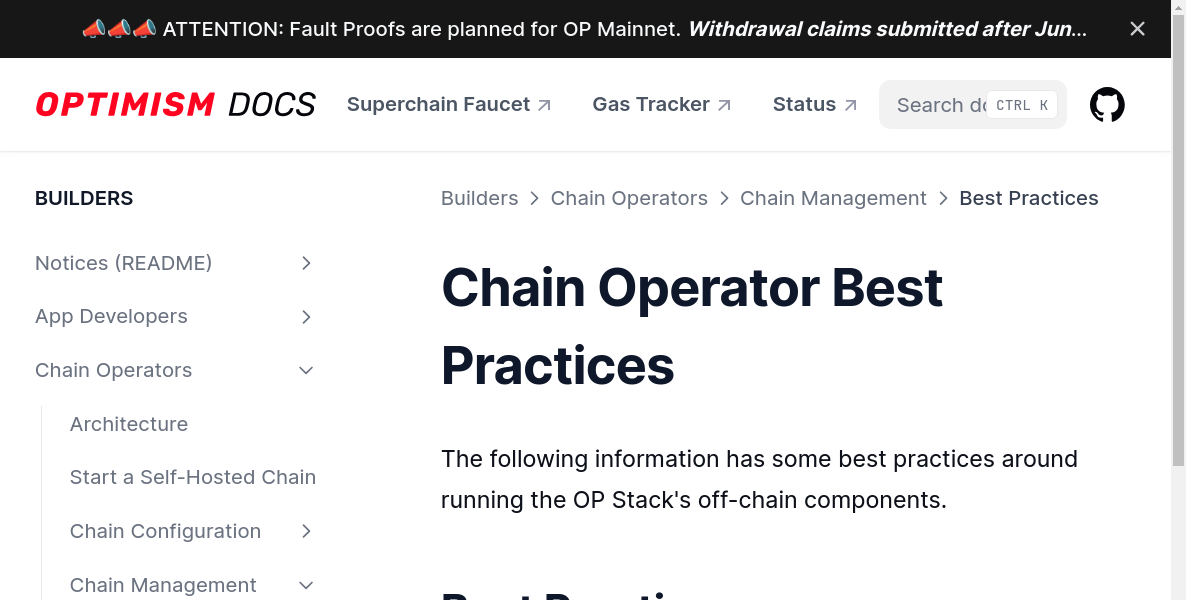 📣📣📣 ATTENTION: Fault Proofs are planned for OP Mainnet. Withdrawal claims submitted after Jun...
OPTIMISM DOCS
Superchain Faucet
Gas Tracker
Status
Search do
CTRL K
BUILDERS
Notices (README)
App Developers
Chain Operators
Architecture
Start a Self-Hosted Chain
Chain Configuration
Chain Management
Builders > Chain Operators > Chain Management > Best Practices
Chain Operator Best
Practices
The following information has some best practices around
running the OP Stack's off-chain components.